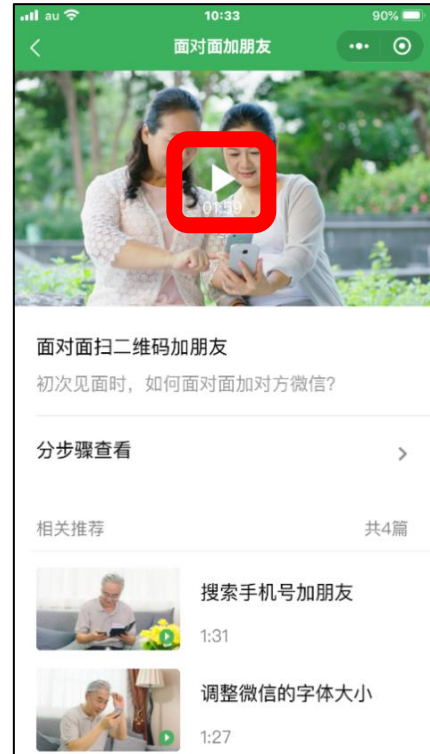 au 10:33 90%
面对面加朋友
01:59
面对面扫二维码加朋友
初次见面时，如何面对面加对方微信?
分步骤查看
相关推荐 共4篇
搜索手机号加朋友
1:31
调整微信的字体大小
1:27